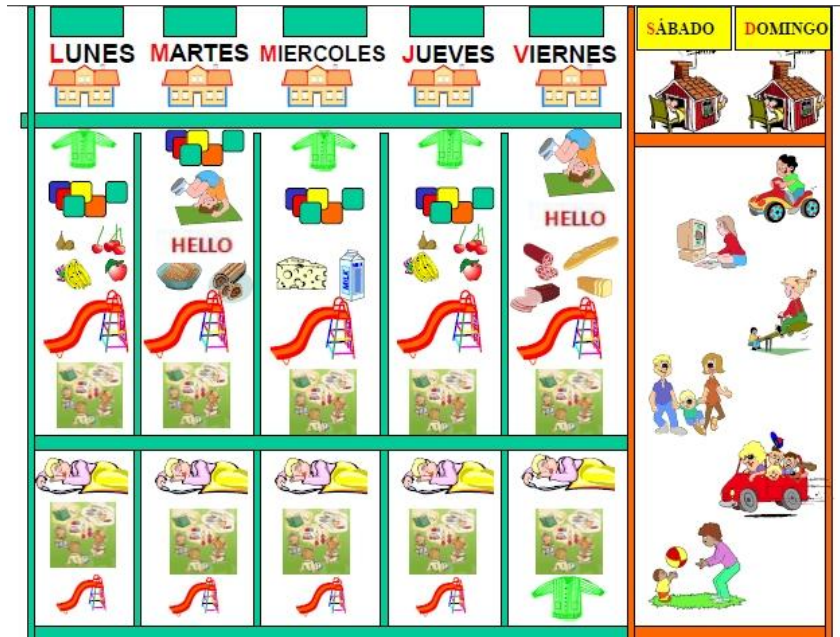 LUNES MARTES MIERCOLES JUEVES VIERNES SÁBADO DOMINGO
HELLO
HELLO
MILK